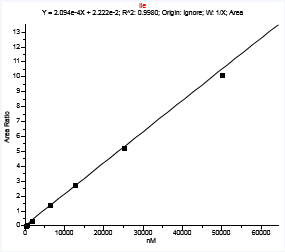 Ile
Y = 2.094e-4X + 2.222e-2; R^2: 0.9980; Origin: Ignore; W: 1/X; Area
13
12
11
10
9
8
7
6
5
4
3
2
1
0
Area Ratio
0 10000 20000 30000 40000 50000 60000
nM